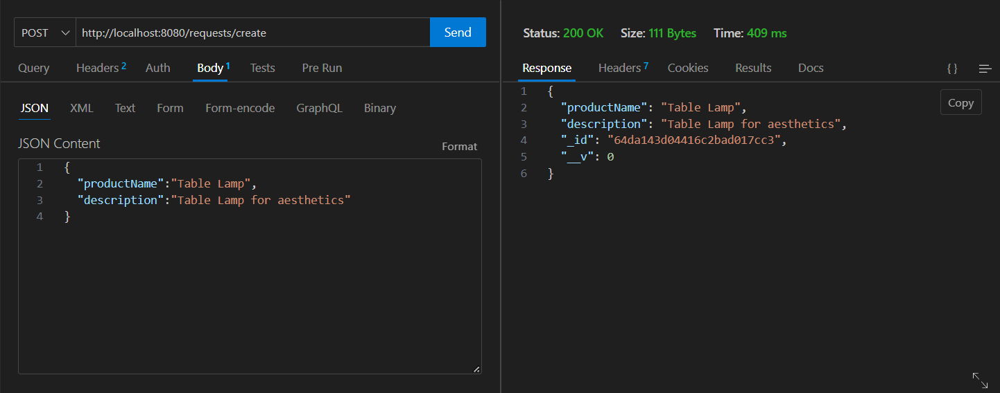 POST http://localhost:8080/requests/create Send
Query Headers 2 Auth Body 1 Tests Pre Run
JSON XML Text Form Form-encode GraphQL Binary
JSON Content Format
1 {
2 "productName":"Table Lamp",
3 "description":"Table Lamp for aesthetics"
4 }
Status: 200 OK Size: 111 Bytes Time: 409 ms
Response Headers 7 Cookies Results Docs { }
Copy
1 {
2 "productName": "Table Lamp",
3 "description": "Table Lamp for aesthetics",
4 "_id": "64da143d04416c2bad017cc3",
5 "__v": 0
6 }